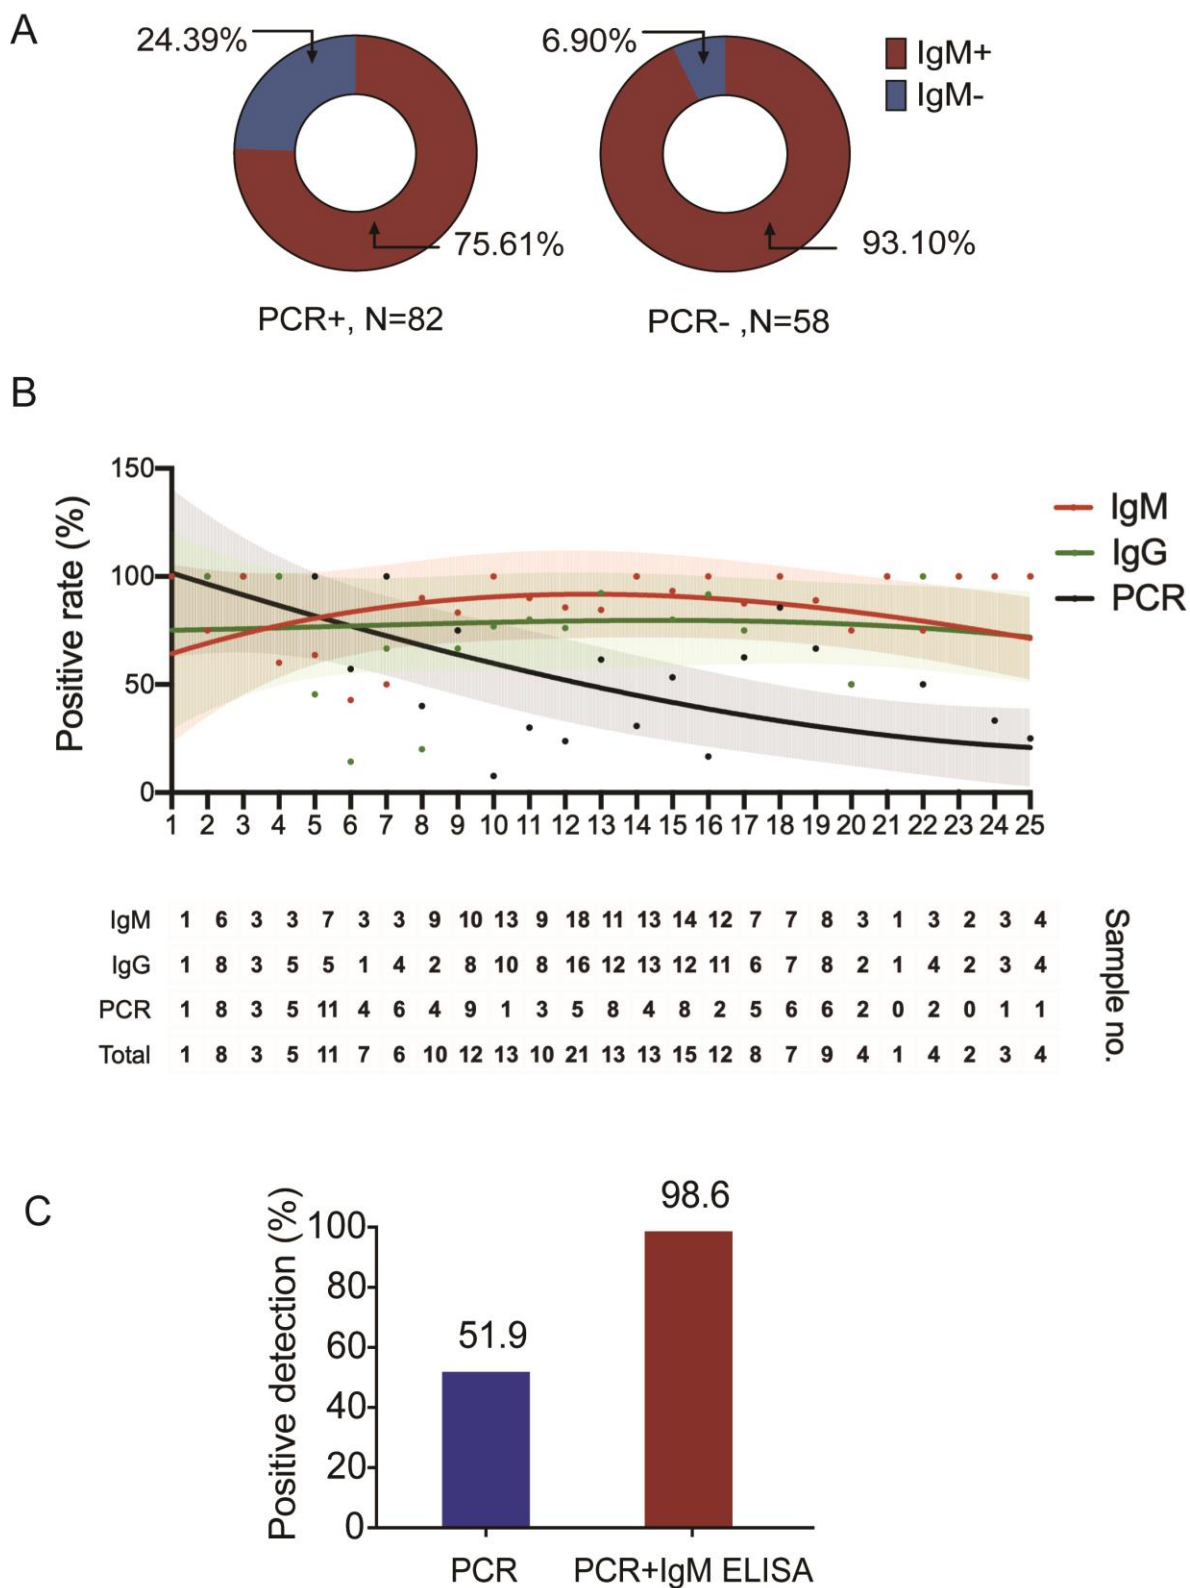 A
24.39%
6.90%
IgM+
IgM-
75.61%
93.10%
PCR+, N=82
PCR- ,N=58
B
Positive rate (%)
150
100
50
0
IgM
IgG
PCR
1 2 3 4 5 6 7 8 9 10 11 12 13 14 15 16 17 18 19 20 21 22 23 24 25
IgM 1 6 3 3 7 3 3 9 10 13 9 18 11 13 14 12 7 7 8 3 1 3 2 3 4
IgG 1 8 3 5 5 1 4 2 8 10 8 16 12 13 12 11 6 7 8 2 1 4 2 3 4
PCR 1 8 3 5 11 4 6 4 9 1 3 5 8 4 8 2 5 6 6 2 0 2 0 1 1
Total 1 8 3 5 11 7 6 10 12 13 10 21 13 13 15 12 8 7 9 4 1 4 2 3 4
Sample no.
C
Positive detection (%)
100
80
60
40
20
0
51.9
98.6
PCR
PCR+IgM ELISA